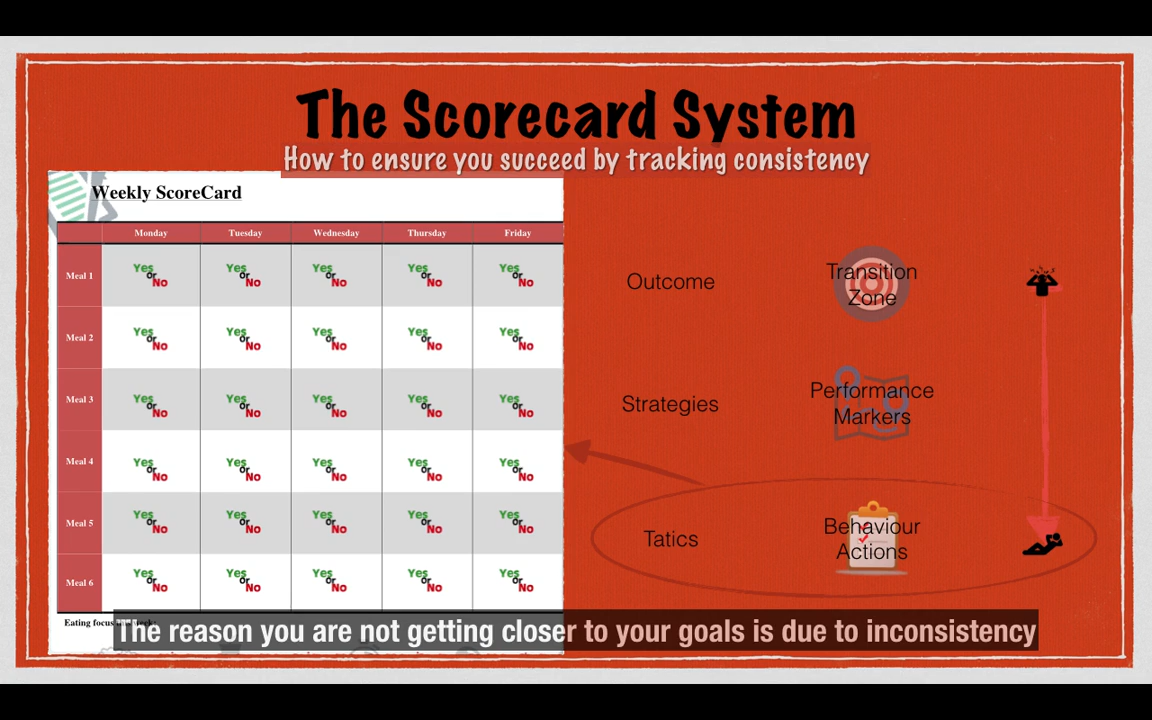 The Scorecard System
How to ensure you succeed by tracking consistency
Weekly ScoreCard
Monday Tuesday Wednesday Thursday Friday
Meal 1 Yes or No Yes or No Yes or No Yes or No Yes or No
Meal 2 Yes or No Yes or No Yes or No Yes or No Yes or No
Meal 3 Yes or No Yes or No Yes or No Yes or No Yes or No
Meal 4 Yes or No Yes or No Yes or No Yes or No Yes or No
Meal 5 Yes or No Yes or No Yes or No Yes or No Yes or No
Meal 6 Yes or No Yes or No Yes or No Yes or No Yes or No
Eating focus
Outcome
Transition
Zone
Strategies
Performance
Markers
Tatics
Behaviour
Actions
The reason you are not getting closer to your goals is due to inconsistency